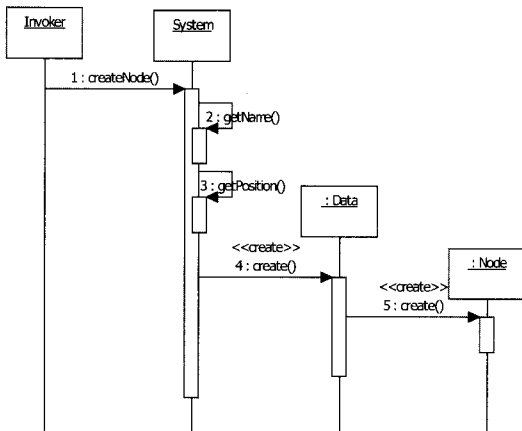 Invoker
System
1 : createNode()
2 : getName()
3 : getPosition()
: Data
<<create>>
4 : create()
: Node
<<create>>
5 : create()